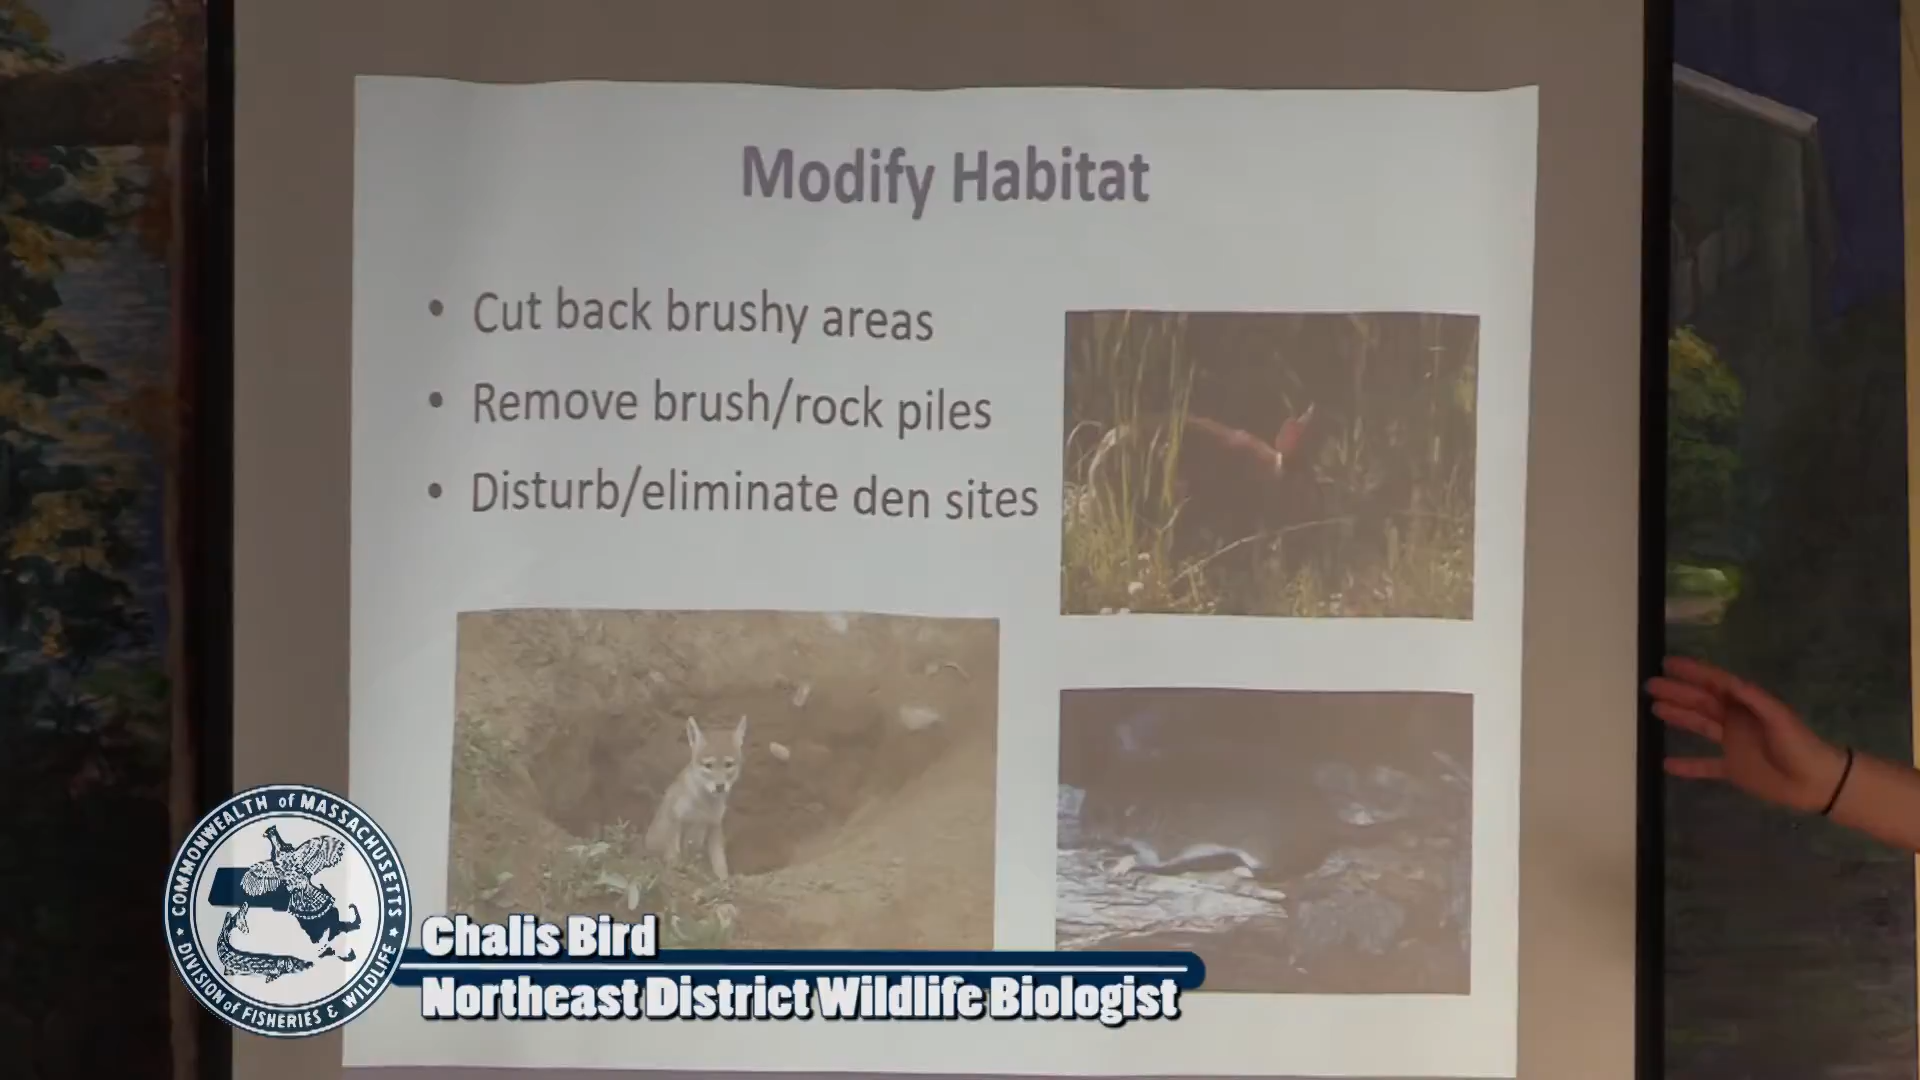 Modify Habitat
• Cut back brushy areas
• Remove brush/rock piles
• Disturb/eliminate den sites
COMMONWEALTH of MASSACHUSETTS
DIVISION of FISHERIES & WILDLIFE
Chalis Bird
Northeast District Wildlife Biologist